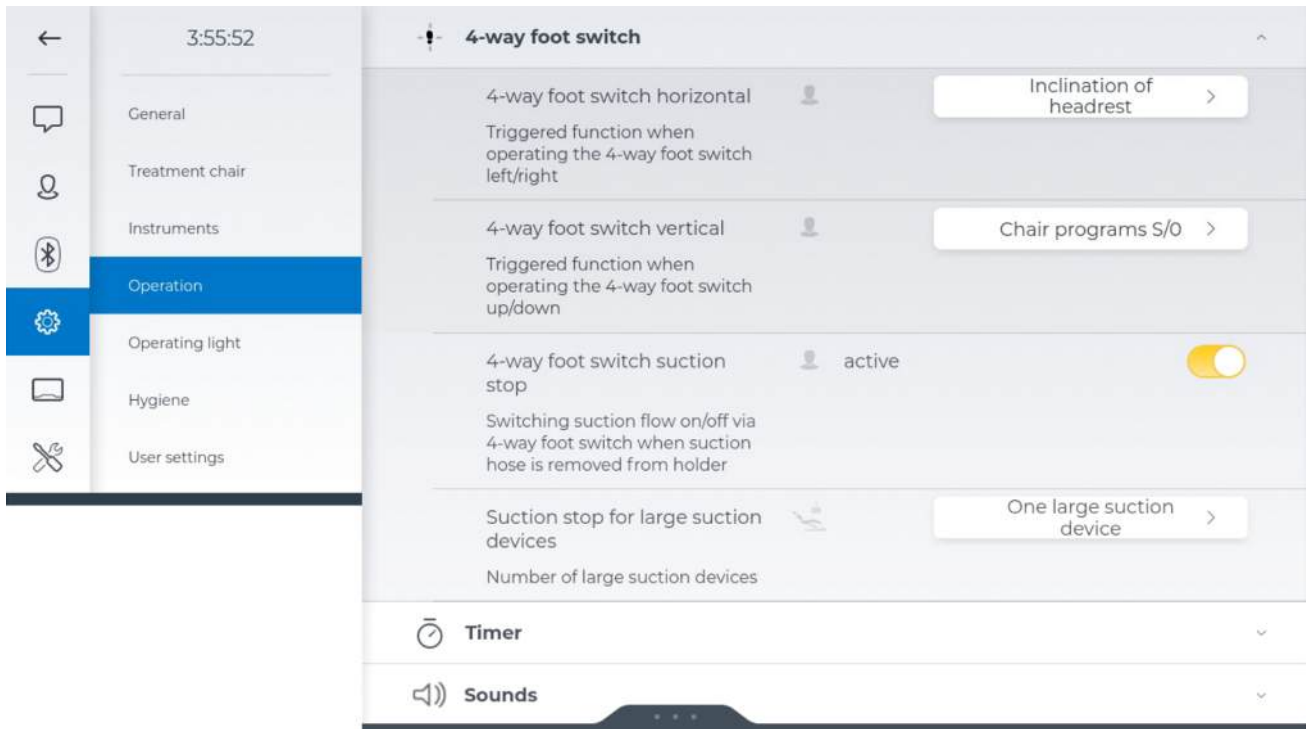 3:55:52
General
Treatment chair
Instruments
Operation
Operating light
Hygiene
User settings
4-way foot switch
4-way foot switch horizontal
Triggered function when
operating the 4-way foot switch
left/right
Inclination of
headrest
4-way foot switch vertical
Triggered function when
operating the 4-way foot switch
up/down
Chair programs S/0
4-way foot switch suction
stop
active
Switching suction flow on/off via
4-way foot switch when suction
hose is removed from holder
Suction stop for large suction
devices
Number of large suction devices
One large suction
device
Timer
Sounds